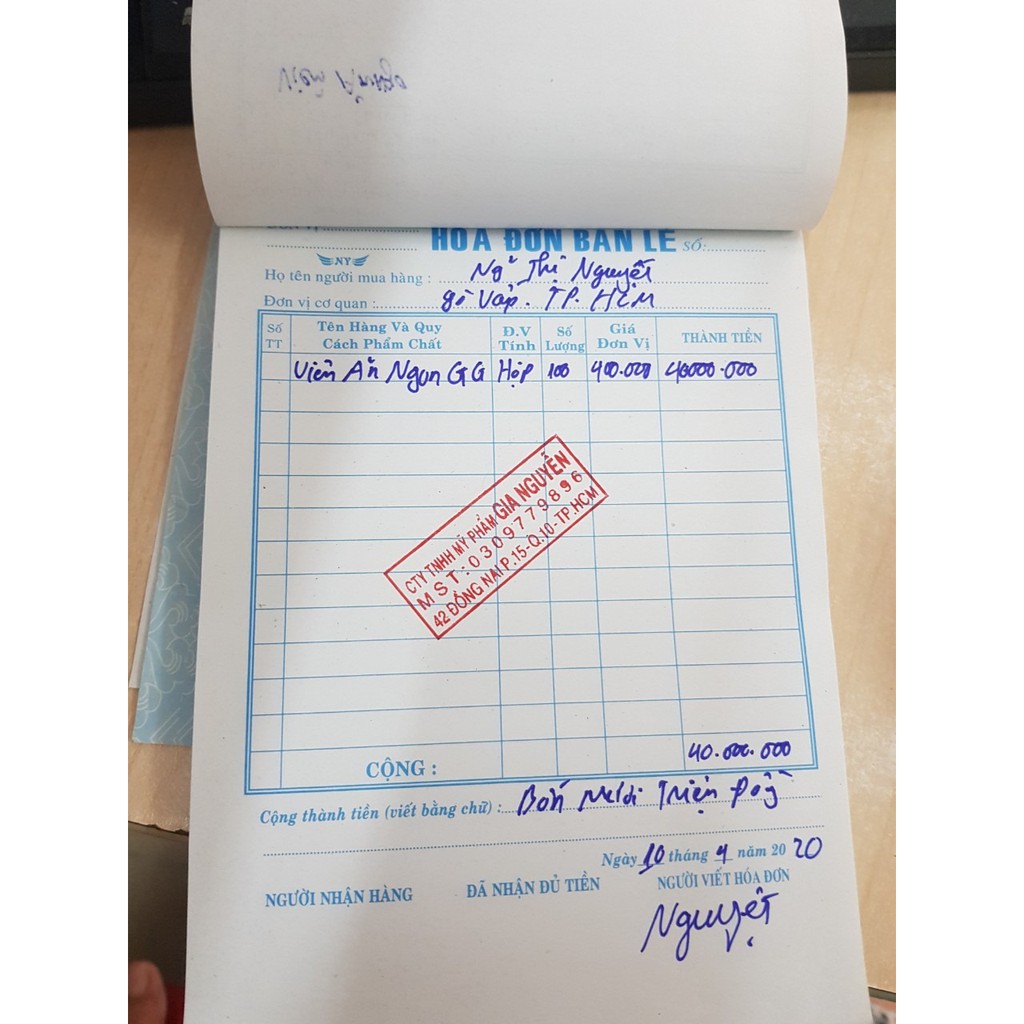 HÓA ĐƠN BÁN LẺ SỐ:
NY
Họ tên người mua hàng : Ng~ Thị Nguyệt
Đơn vị cơ quan : gò Vấp. TP. HCM
Số TT Tên Hàng Và Quy Cách Phẩm Chất Đ.V Tính Số Lượng Giá Đơn Vị THÀNH TIỀN
Viên Ăn Ngon GG Hộp 100 400.000 40000.000
CTY TNHH MỸ PHẨM GIA NGUYỄN
MST: 0309779896
42 ĐỒNG NAI P.15-Q.10-TP.HCM
CỘNG : 40.000.000
Cộng thành tiền (viết bằng chữ) : Bốn Mươi Triệu Đồng
Ngày 10 tháng 4 năm 2020
NGƯỜI NHẬN HÀNG ĐÃ NHẬN ĐỦ TIỀN NGƯỜI VIẾT HÓA ĐƠN
Nguyệt